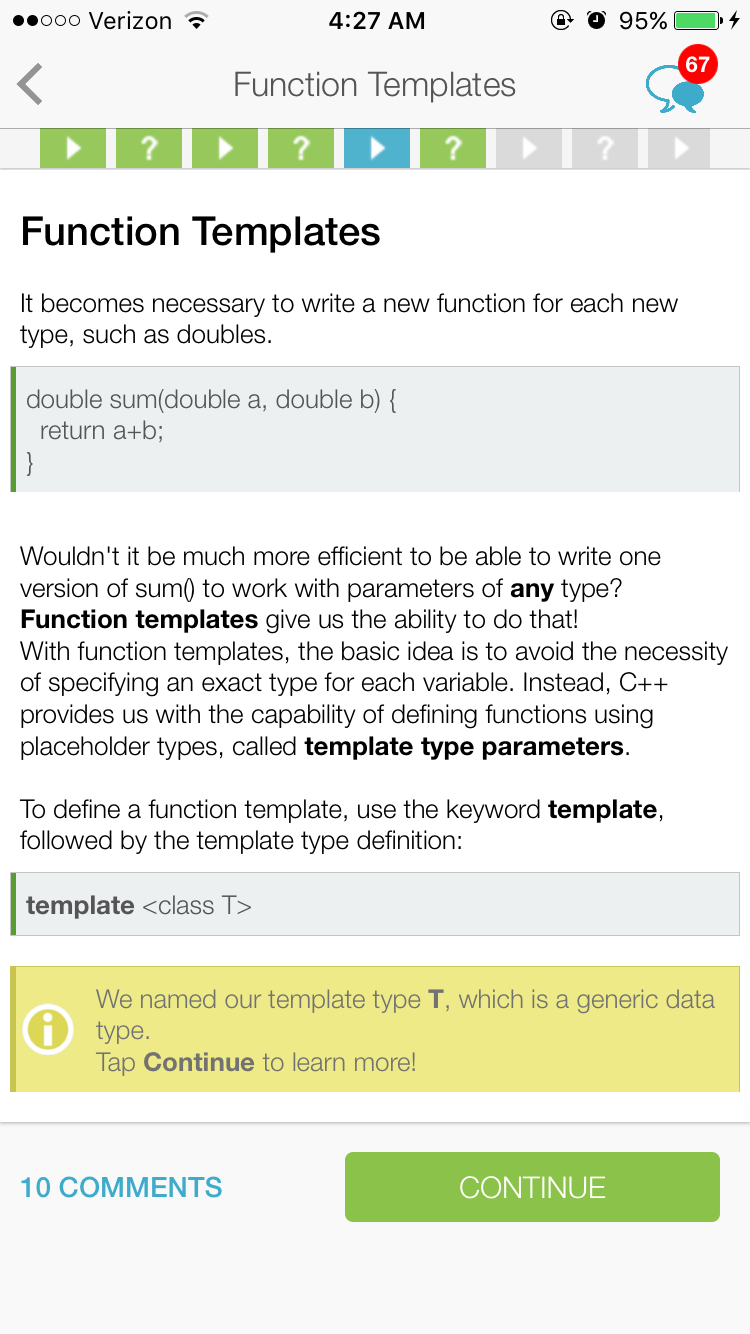 Verizon 4:27 AM 95%
Function Templates 67
? ? ? ?
Function Templates
It becomes necessary to write a new function for each new
type, such as doubles.
double sum(double a, double b) {
return a+b;
}
Wouldn't it be much more efficient to be able to write one
version of sum() to work with parameters of any type?
Function templates give us the ability to do that!
With function templates, the basic idea is to avoid the necessity
of specifying an exact type for each variable. Instead, C++
provides us with the capability of defining functions using
placeholder types, called template type parameters.
To define a function template, use the keyword template,
followed by the template type definition:
template <class T>
We named our template type T, which is a generic data
type.
Tap Continue to learn more!
10 COMMENTS CONTINUE